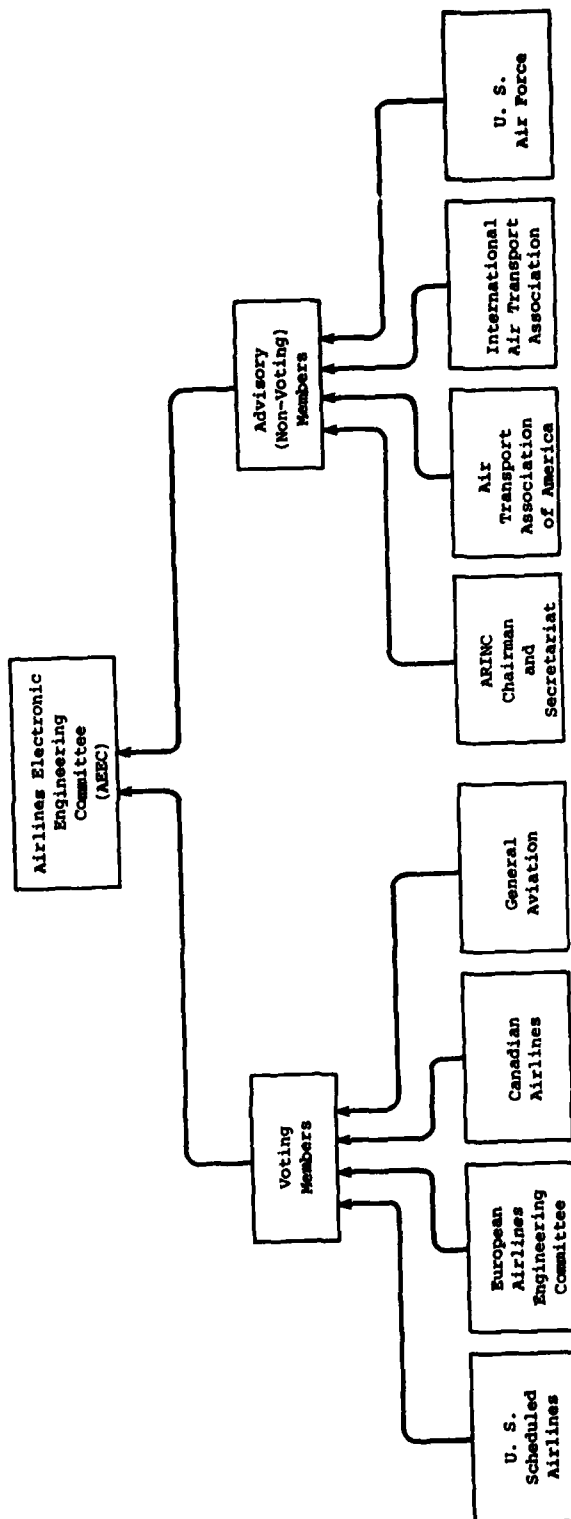 Airlines Electronic
Engineering
Committee
(AEEC)
Voting
Members
Advisory
(Non-Voting)
Members
U. S.
Scheduled
Airlines
European
Airlines
Engineering
Committee
Canadian
Airlines
General
Aviation
ARINC
Chairman
and
Secretariat
Air
Transport
Association
of America
International
Air Transport
Association
U. S.
Air Force